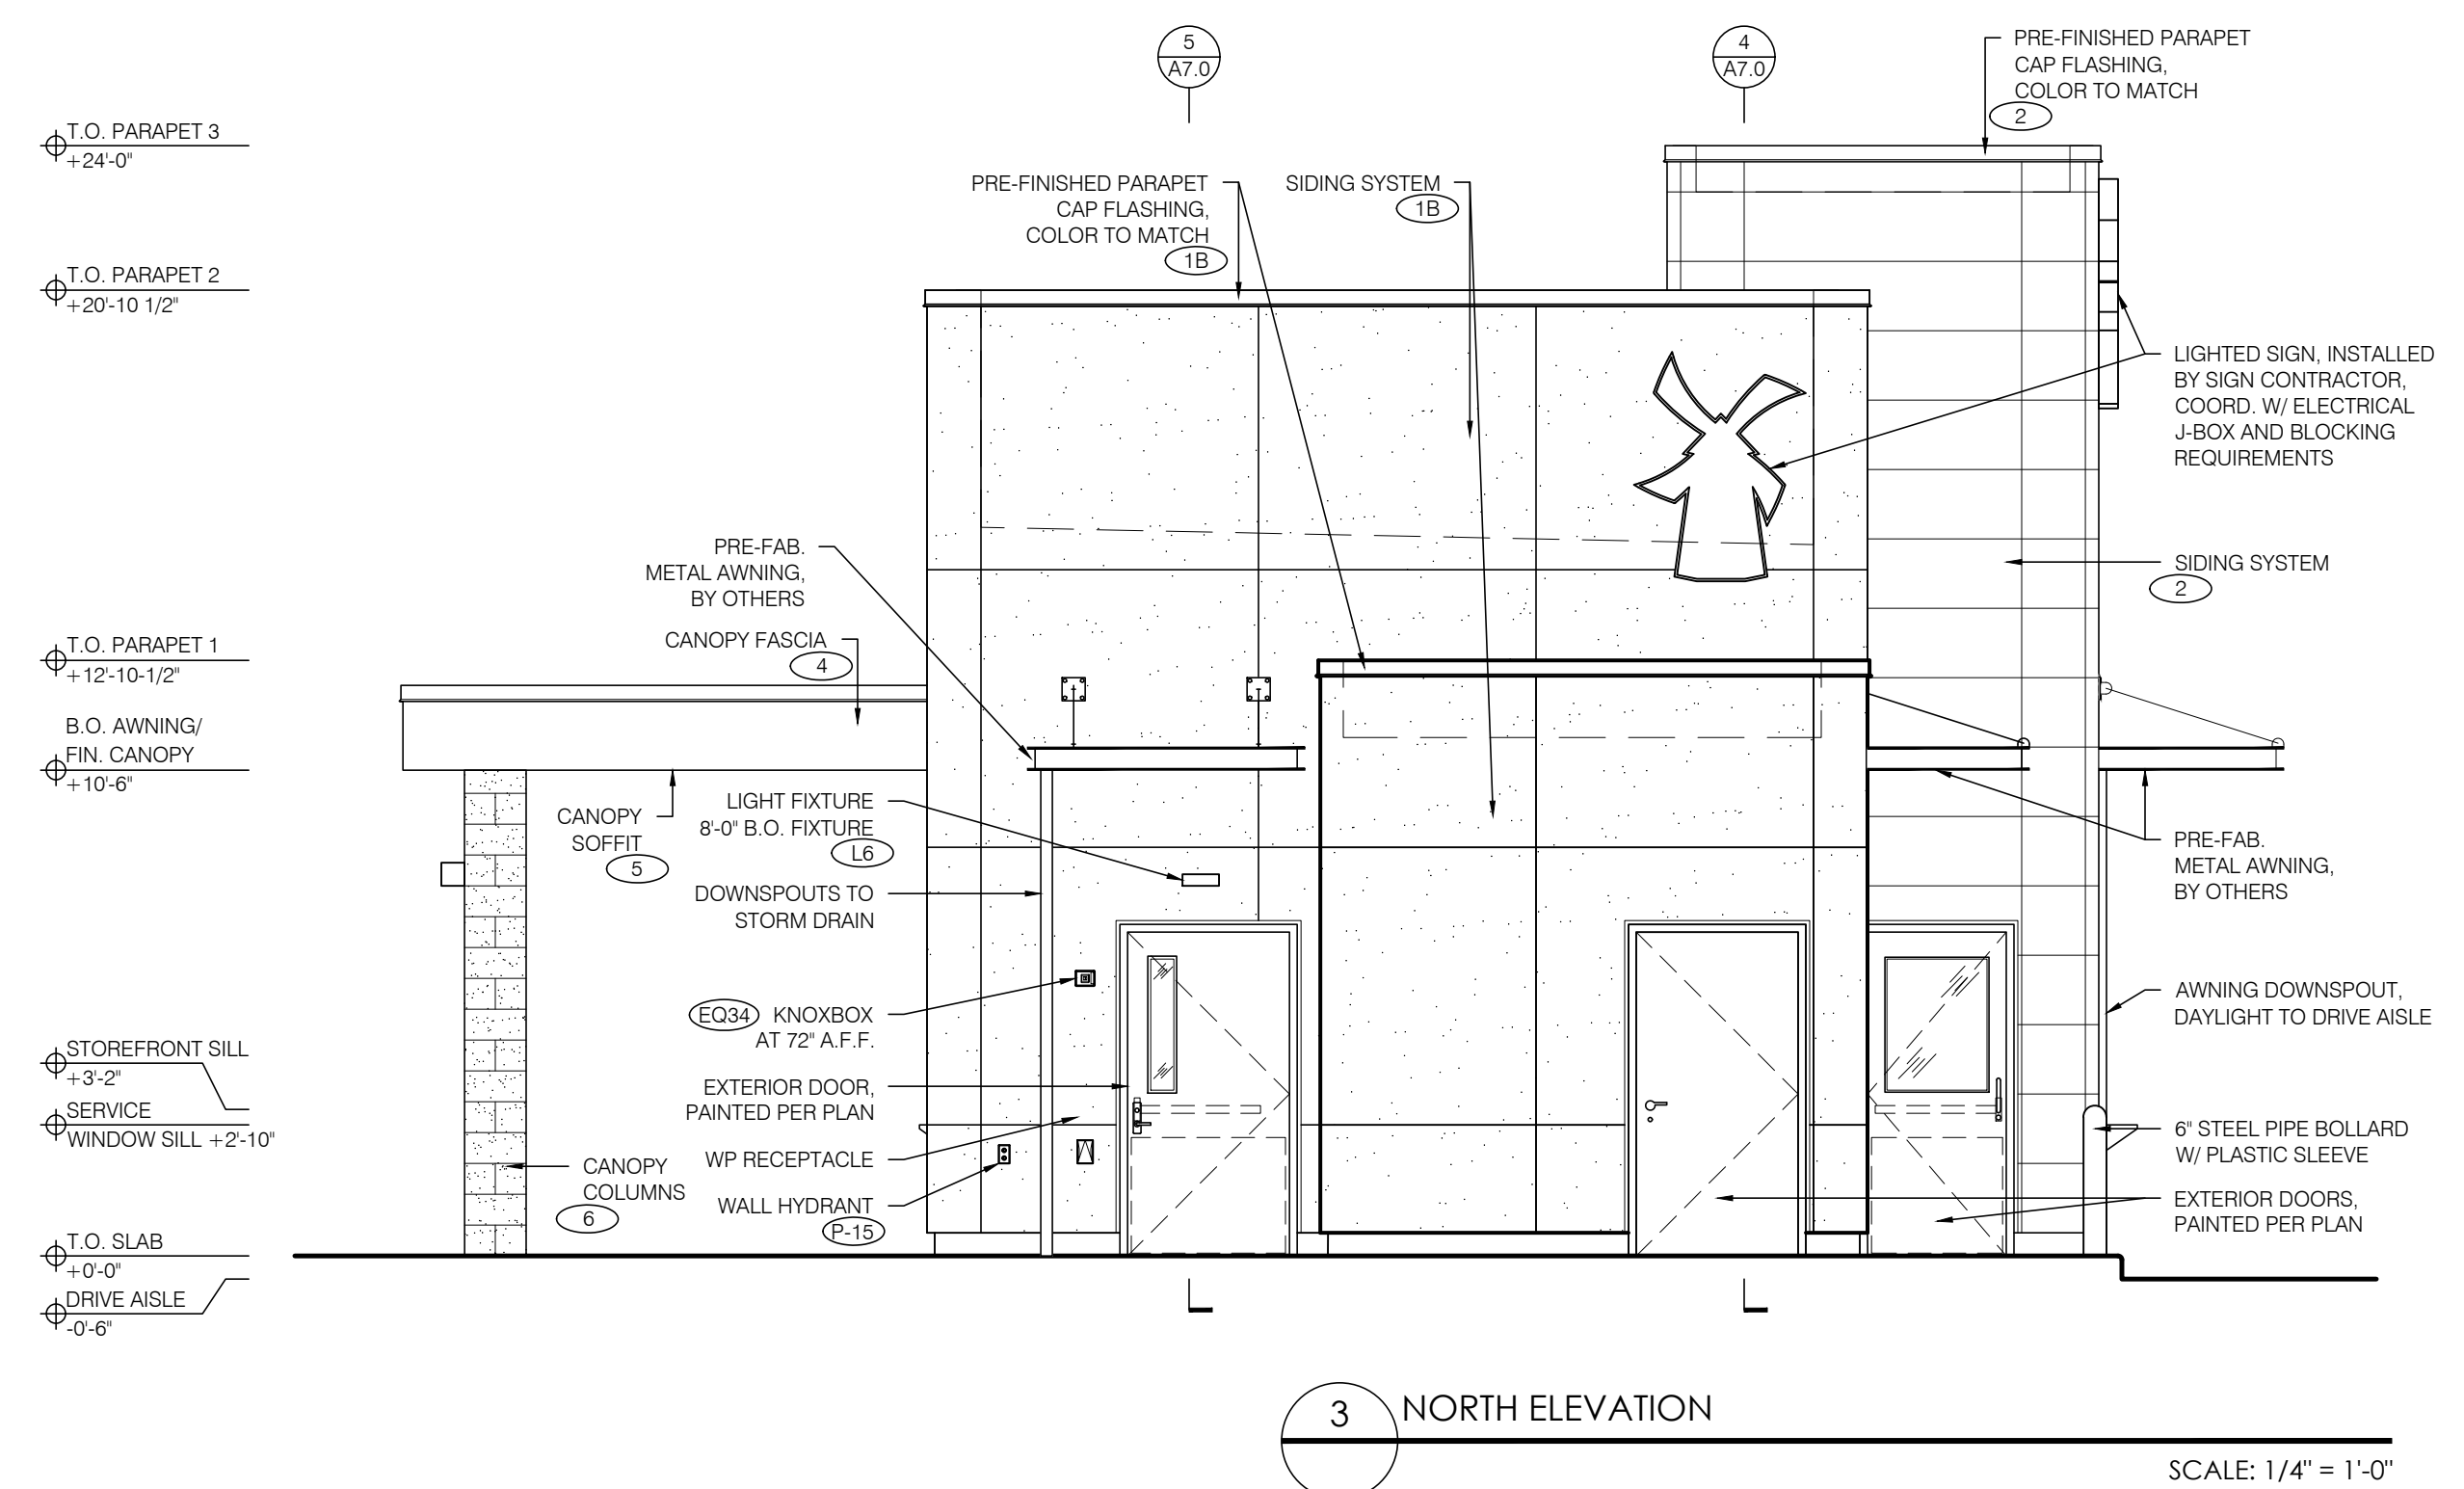 5
A7.0
4
A7.0
PRE-FINISHED PARAPET
CAP FLASHING,
COLOR TO MATCH
2
T.O. PARAPET 3
+24'-0"
PRE-FINISHED PARAPET
CAP FLASHING,
COLOR TO MATCH
1B
SIDING SYSTEM
1B
T.O. PARAPET 2
+20'-10 1/2"
LIGHTED SIGN, INSTALLED
BY SIGN CONTRACTOR,
COORD. W/ ELECTRICAL
J-BOX AND BLOCKING
REQUIREMENTS
PRE-FAB.
METAL AWNING,
BY OTHERS
SIDING SYSTEM
2
CANOPY FASCIA
4
T.O. PARAPET 1
+12'-10-1/2"
B.O. AWNING/
FIN. CANOPY
+10'-6"
CANOPY
SOFFIT
5
LIGHT FIXTURE
8'-0" B.O. FIXTURE
L6
PRE-FAB.
METAL AWNING,
BY OTHERS
DOWNSPOUTS TO
STORM DRAIN
EQ34 KNOXBOX
AT 72" A.F.F.
AWNING DOWNSPOUT,
DAYLIGHT TO DRIVE AISLE
STOREFRONT SILL
+3'-2"
SERVICE
WINDOW SILL +2'-10"
EXTERIOR DOOR,
PAINTED PER PLAN
WP RECEPTACLE
6" STEEL PIPE BOLLARD
W/ PLASTIC SLEEVE
CANOPY
COLUMNS
6
WALL HYDRANT
P-15
EXTERIOR DOORS,
PAINTED PER PLAN
T.O. SLAB
+0'-0"
DRIVE AISLE
-0'-6"
3
NORTH ELEVATION
SCALE: 1/4" = 1'-0"